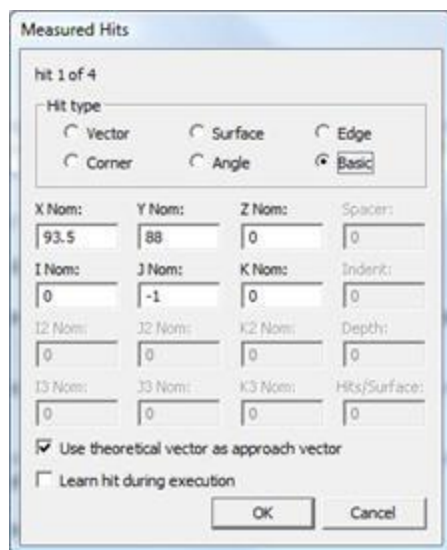 Measured Hits
hit 1 of 4
Hit type
Vector Surface Edge
Corner Angle Basic
X Nom: Y Nom: Z Nom: Spacer:
93.5 88 0 0
I Nom: J Nom: K Nom: Indent:
0 -1 0 0
I2 Nom: J2 Nom: K2 Nom: Depth:
0 0 0 0
I3 Nom: J3 Nom: K3 Nom: Hits/Surface:
0 0 0 0
Use theoretical vector as approach vector
Learn hit during execution
OK Cancel